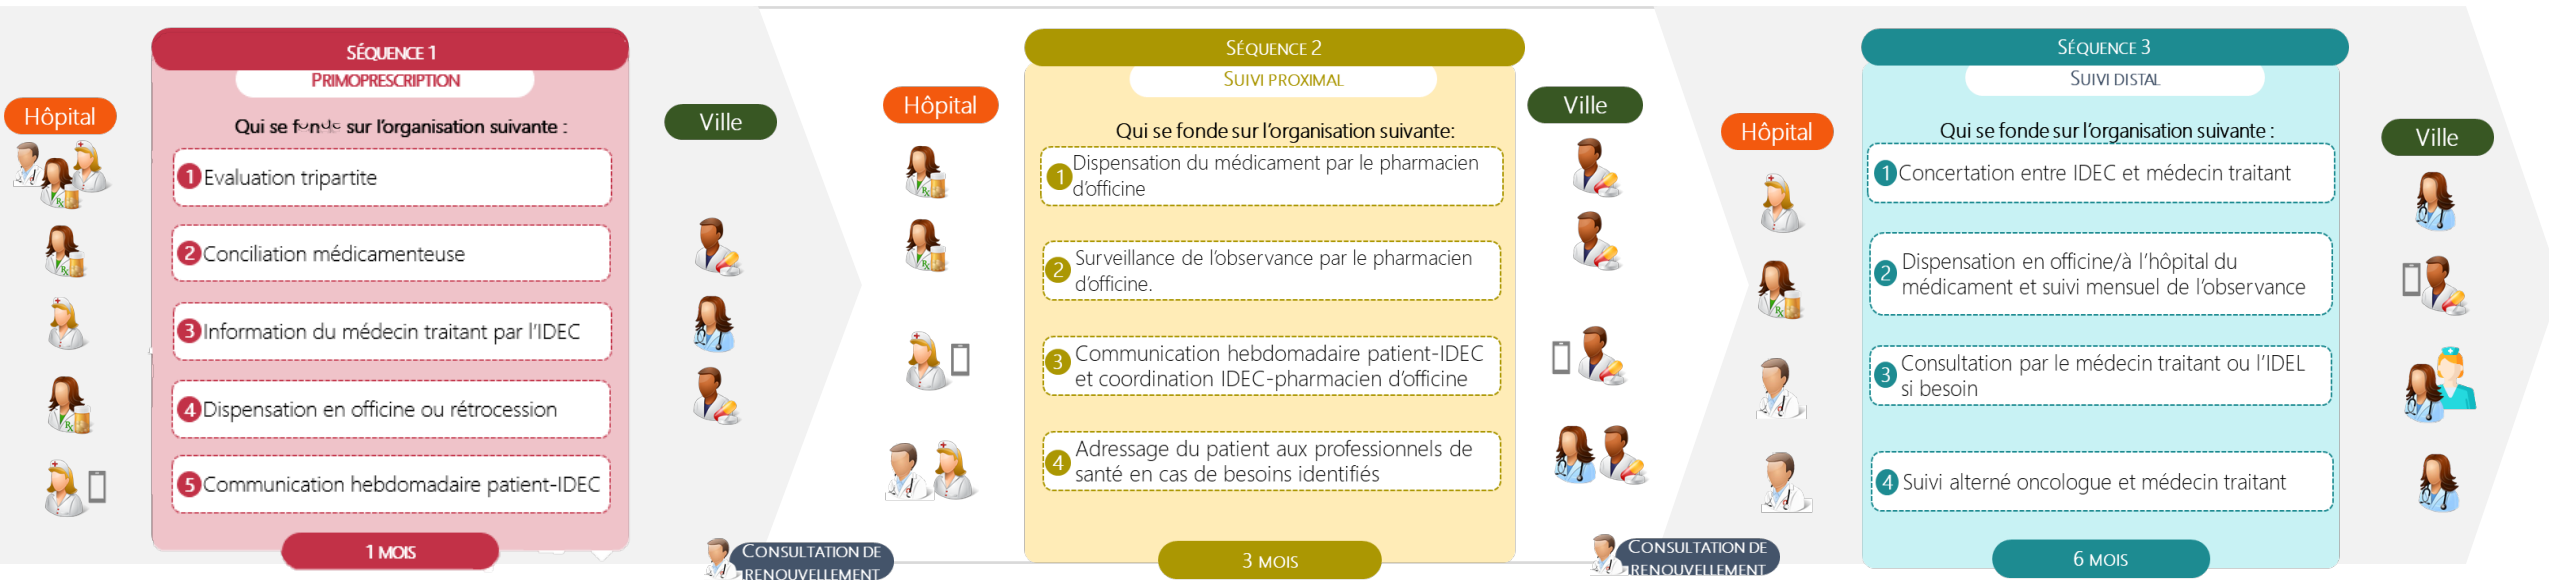 SÉQUENCE 1
PRIMOPRESCRIPTION
Hôpital
Ville
Qui se fonde sur l'organisation suivante :
1 Evaluation tripartite
2 Conciliation médicamenteuse
3 Information du médecin traitant par l'IDEC
4 Dispensation en officine ou rétrocession
5 Communication hebdomadaire patient-IDEC
1 MOIS
CONSULTATION DE
RENOUVELLEMENT
SÉQUENCE 2
SUIVI PROXIMAL
Hôpital
Ville
Qui se fonde sur l'organisation suivante:
1 Dispensation du médicament par le pharmacien
d'officine
2 Surveillance de l'observance par le pharmacien
d'officine.
3 Communication hebdomadaire patient-IDEC
et coordination IDEC-pharmacien d'officine
4 Adressage du patient aux professionnels de
santé en cas de besoins identifiés
3 MOIS
CONSULTATION DE
RENOUVELLEMENT
SÉQUENCE 3
SUIVI DISTAL
Hôpital
Ville
Qui se fonde sur l'organisation suivante :
1 Concertation entre IDEC et médecin traitant
2 Dispensation en officine/à l'hôpital du
médicament et suivi mensuel de l'observance
3 Consultation par le médecin traitant ou l'IDEL
si besoin
4 Suivi alterné oncologue et médecin traitant
6 MOIS